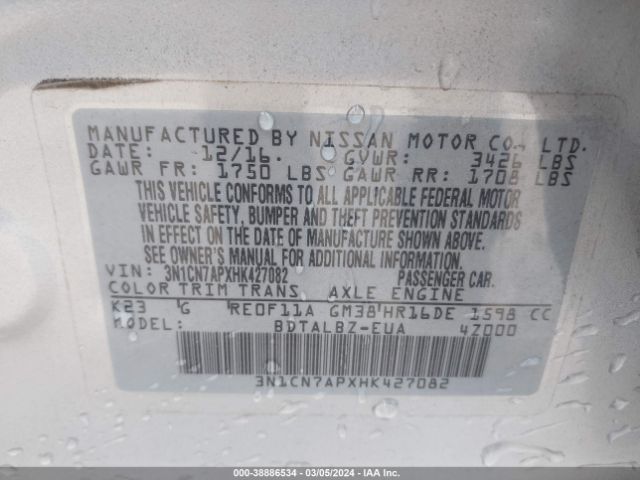 MANUFACTURED BY NISSAN MOTOR CO., LTD.
DATE: 12/16. GVWR: 3426 LBS
GAWR FR: 1750 LBS GAWR RR: 1708 LBS
THIS VEHICLE CONFORMS TO ALL APPLICABLE FEDERAL MOTOR
VEHICLE SAFETY, BUMPER AND THEFT PREVENTION STANDARDS
IN EFFECT ON THE DATE OF MANUFACTURE SHOWN ABOVE.
SEE OWNER'S MANUAL FOR ADDITIONAL INFORMATION.
VIN: 3N1CN7APXHK427082 PASSENGER CAR.
COLOR TRIM TRANS. AXLE ENGINE
K23 G RE0F11A GM38 HR16DE 1598 CC
MODEL: BDTALBZ-EUA 4Z000
3N1CN7APXHK427082
000-38886534 - 03/05/2024 - IAA Inc.